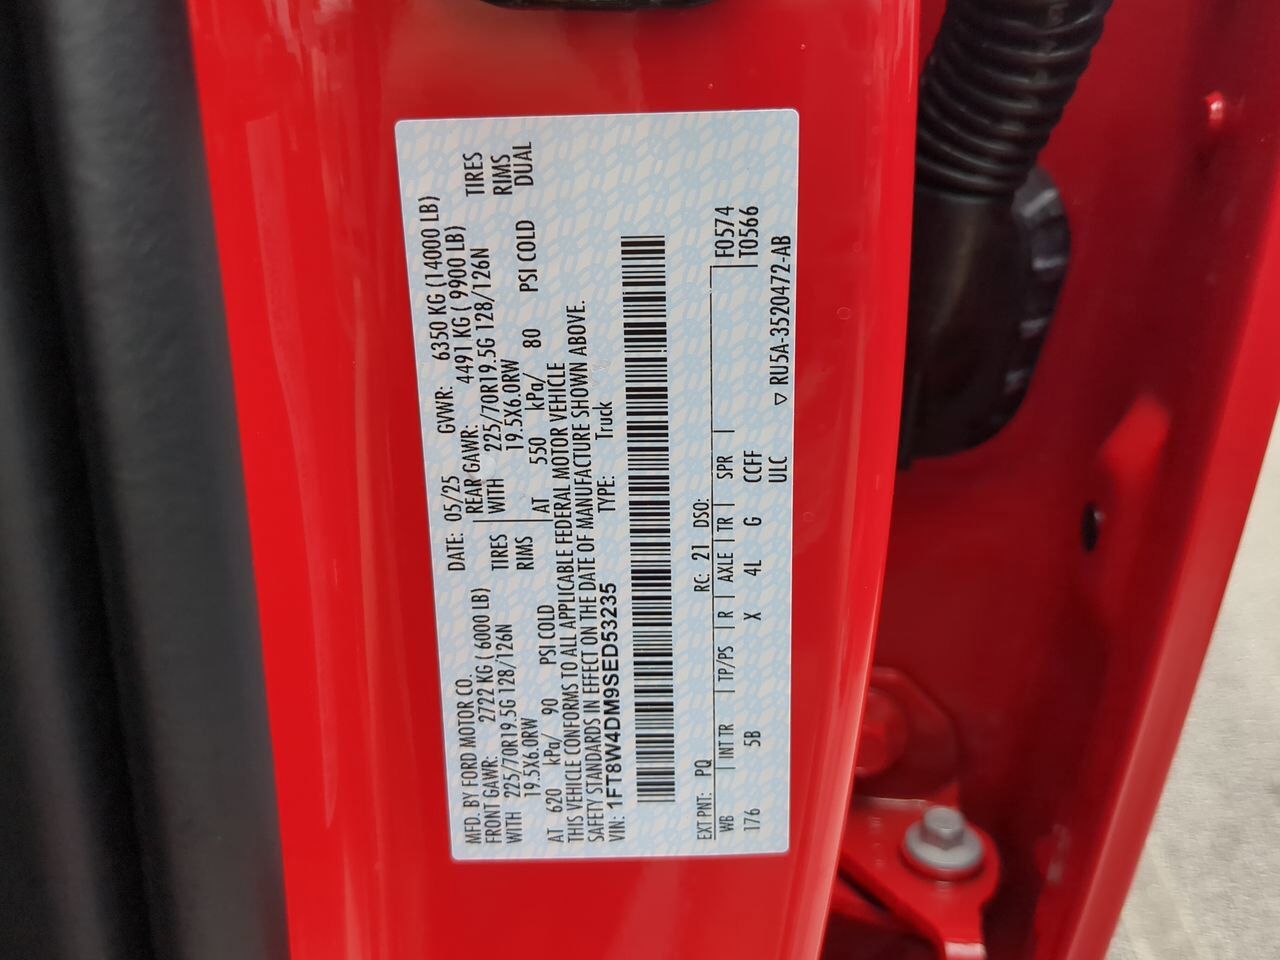 MFD. BY FORD MOTOR CO.
DATE: 05/25 GVWR: 6350 KG (14000 LB)
FRONT GAWR: 2722 KG ( 6000 LB)
REAR GAWR: 4491 KG ( 9900 LB)
WITH 225/70R19.5G 128/126N TIRES
WITH 225/70R19.5G 128/126N TIRES
19.5X6.0RW RIMS
19.5X6.0RW RIMS
AT 620 kPa/ 90 PSI COLD
AT 550 kPa/ 80 PSI COLD DUAL
THIS VEHICLE CONFORMS TO ALL APPLICABLE FEDERAL MOTOR VEHICLE
SAFETY STANDARDS IN EFFECT ON THE DATE OF MANUFACTURE SHOWN ABOVE.
VIN: 1FT8W4DM9SED53235 TYPE: Truck
EXT PNT: PQ RC: 21 DSO:
F0574
WB INT TR TP/PS R AXLE TR SPR
T0566
176 5B X 4L G CCFF
ULC ▽ RU5A-3520472-AB